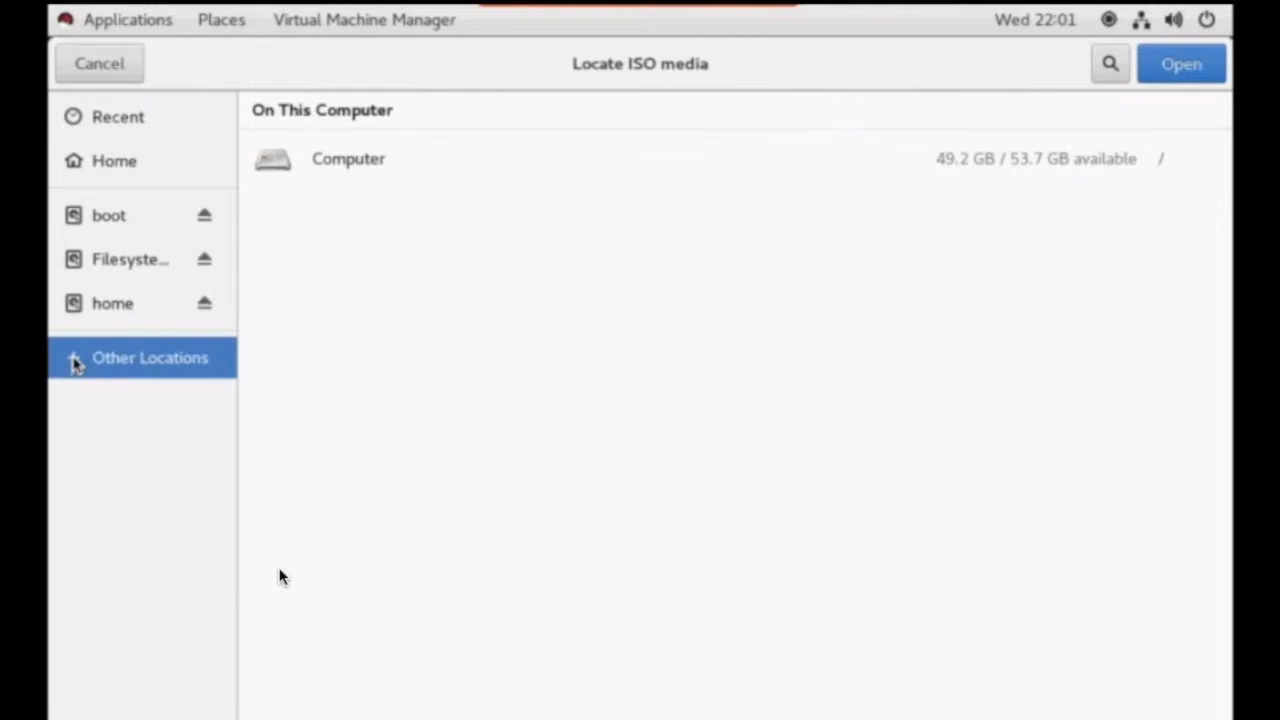 Applications Places Virtual Machine Manager Wed 22:01
Cancel Locate ISO media Open
Recent
Home
boot
Filesyste...
home
Other Locations
On This Computer
Computer 49.2 GB / 53.7 GB available /